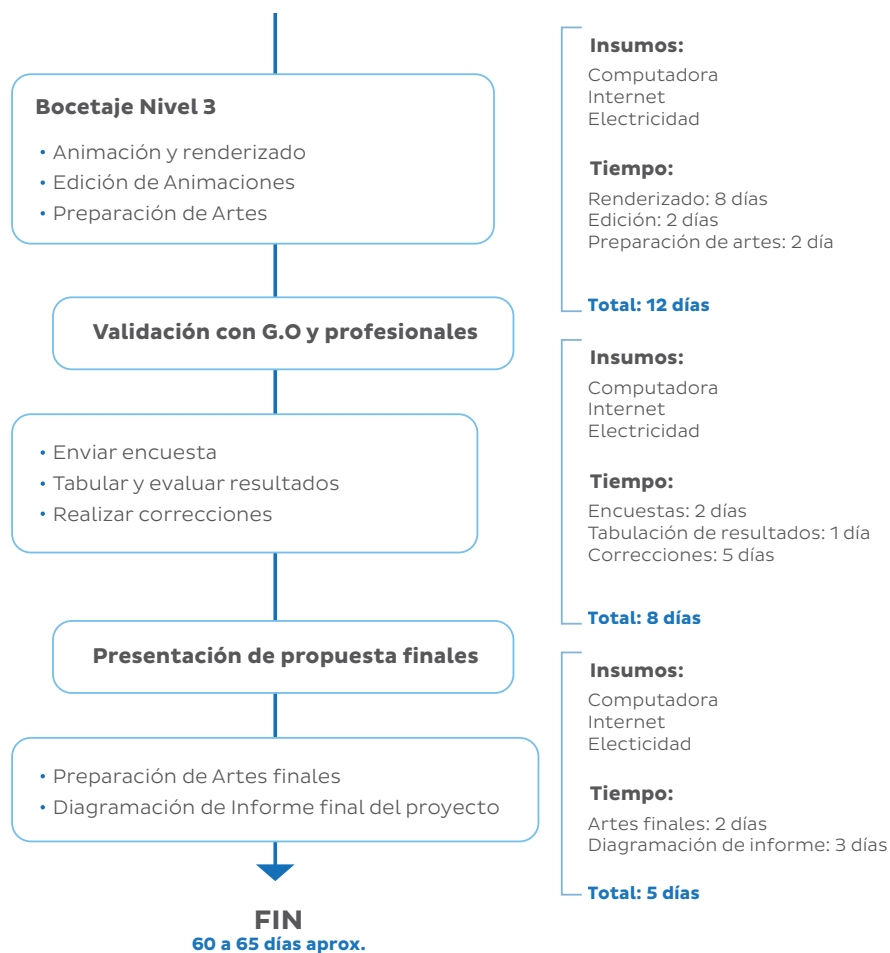 Bocetaje Nivel 3
• Animación y renderizado
• Edición de Animaciones
• Preparación de Artes
Insumos:
Computadora
Internet
Electricidad
Tiempo:
Renderizado: 8 días
Edición: 2 días
Preparación de artes: 2 día
Total: 12 días
Validación con G.O y profesionales
• Enviar encuesta
• Tabular y evaluar resultados
• Realizar correcciones
Insumos:
Computadora
Internet
Electricidad
Tiempo:
Encuestas: 2 días
Tabulación de resultados: 1 día
Correcciones: 5 días
Total: 8 días
Presentación de propuesta finales
• Preparación de Artes finales
• Diagramación de Informe final del proyecto
Insumos:
Computadora
Internet
Electicidad
Tiempo:
Artes finales: 2 días
Diagramación de informe: 3 días
Total: 5 días
FIN
60 a 65 días aprox.